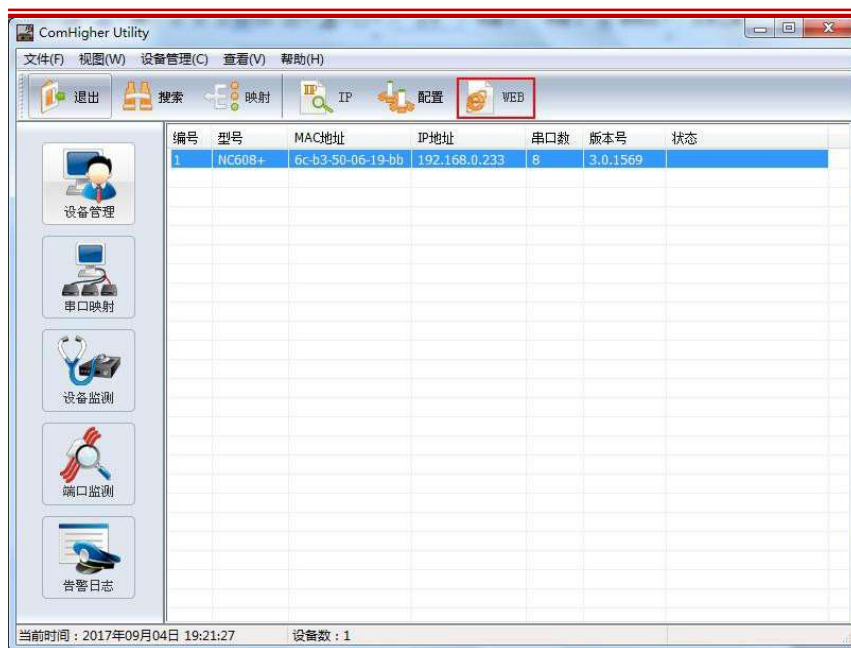 ComHigher Utility
文件(F) 视图(W) 设备管理(C) 查看(V) 帮助(H)
退出 搜索 映射 IP IP 配置 WEB
编号 型号 MAC地址 IP地址 串口数 版本号 状态
1 NC608+ 6c-b3-50-06-19-bb 192.168.0.233 8 3.0.1569
设备管理
串口映射
设备监测
端口监测
告警日志
当前时间：2017年09月04日 19:21:27 设备数：1